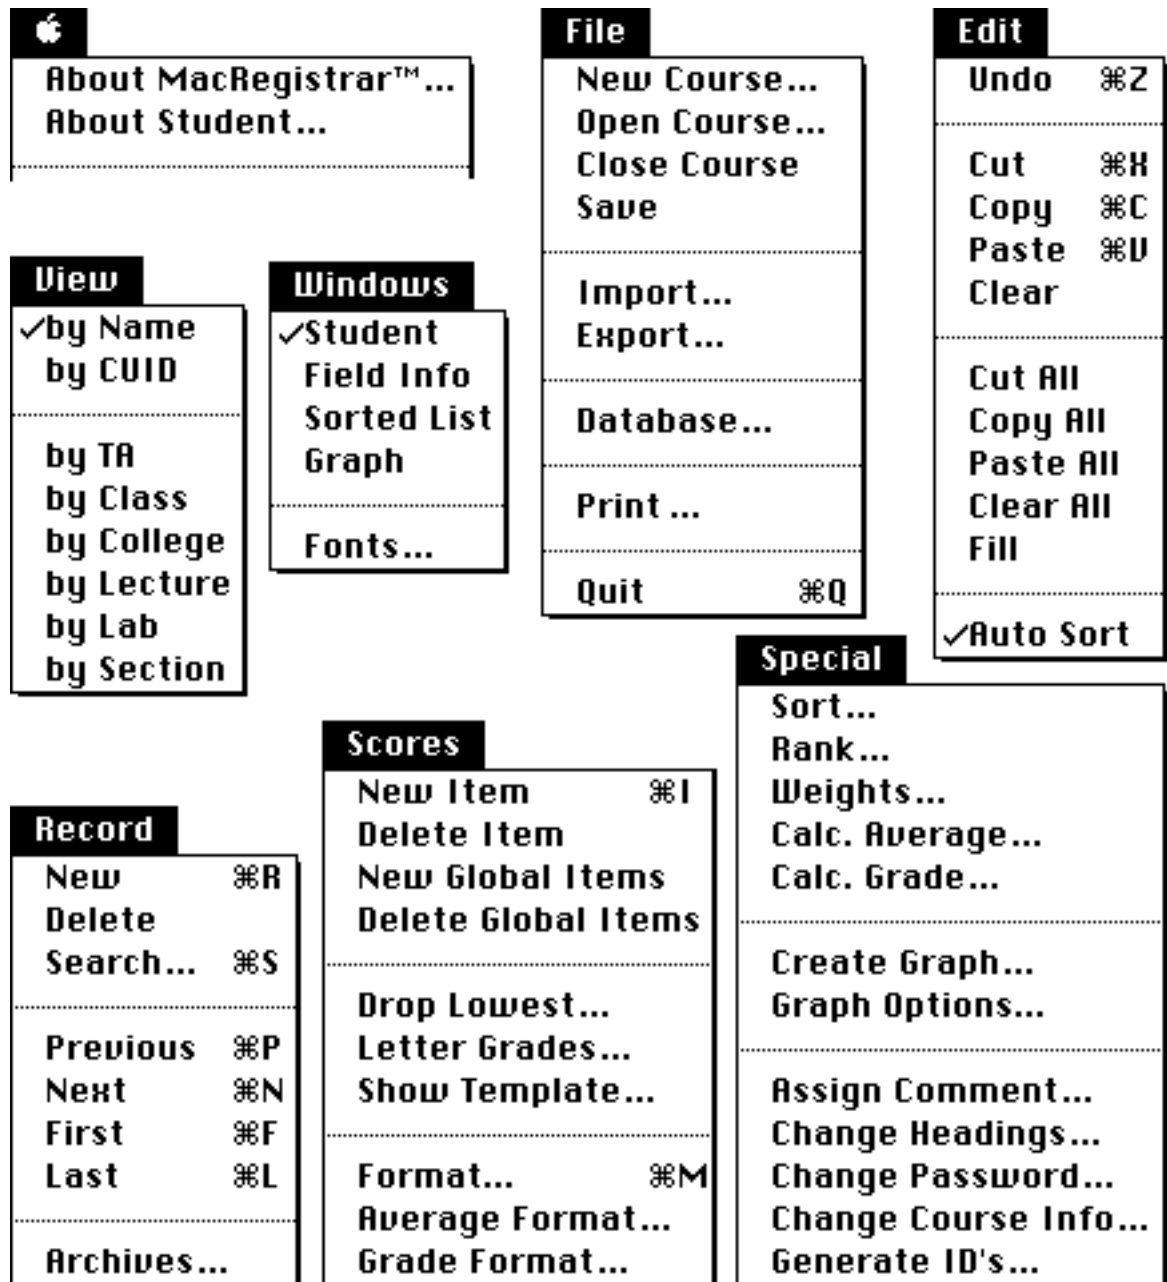 About MacRegistrar™...
About Student...
File
New Course...
Open Course...
Close Course
Save
Import...
Export...
Database...
Print ...
Quit ⌘Q
Edit
Undo ⌘Z
Cut ⌘X
Copy ⌘C
Paste ⌘V
Clear
Cut All
Copy All
Paste All
Clear All
Fill
✓Auto Sort
View
✓by Name
by CUID
by TA
by Class
by College
by Lecture
by Lab
by Section
Windows
✓Student
Field Info
Sorted List
Graph
Fonts...
Record
New ⌘R
Delete
Search... ⌘S
Previous ⌘P
Next ⌘N
First ⌘F
Last ⌘L
Archives...
Scores
New Item ⌘I
Delete Item
New Global Items
Delete Global Items
Drop Lowest...
Letter Grades...
Show Template...
Format... ⌘M
Average Format...
Grade Format...
Special
Sort...
Rank...
Weights...
Calc. Average...
Calc. Grade...
Create Graph...
Graph Options...
Assign Comment...
Change Headings...
Change Password...
Change Course Info...
Generate ID's...